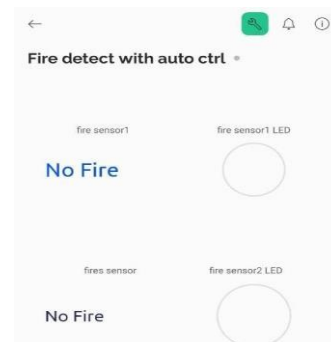 Fire detect with auto ctrl
fire sensor1
fire sensor1 LED
No Fire
fires sensor
fire sensor2 LED
No Fire